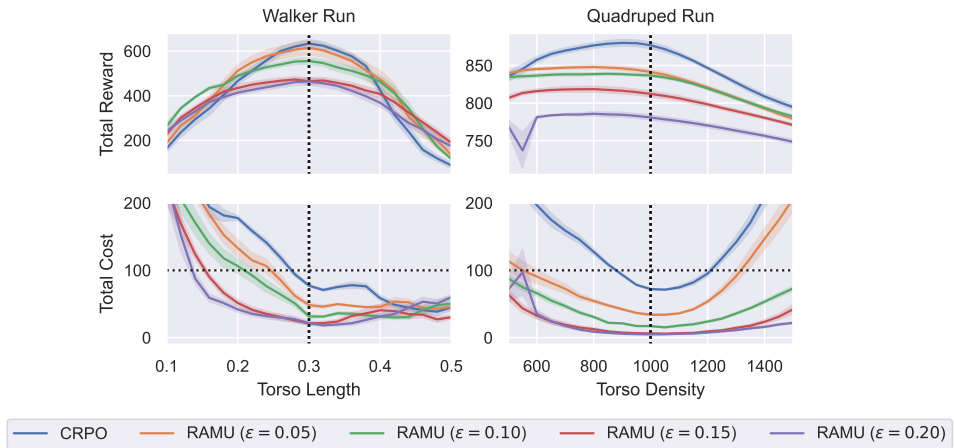 Walker Run
Quadruped Run
Total Reward
600
400
200
850
800
750
Total Cost
200
100
0
200
100
0
0.1 0.2 0.3 0.4 0.5
600 800 1000 1200 1400
Torso Length
Torso Density
CRPO RAMU (ε = 0.05) RAMU (ε = 0.10) RAMU (ε = 0.15) RAMU (ε = 0.20)